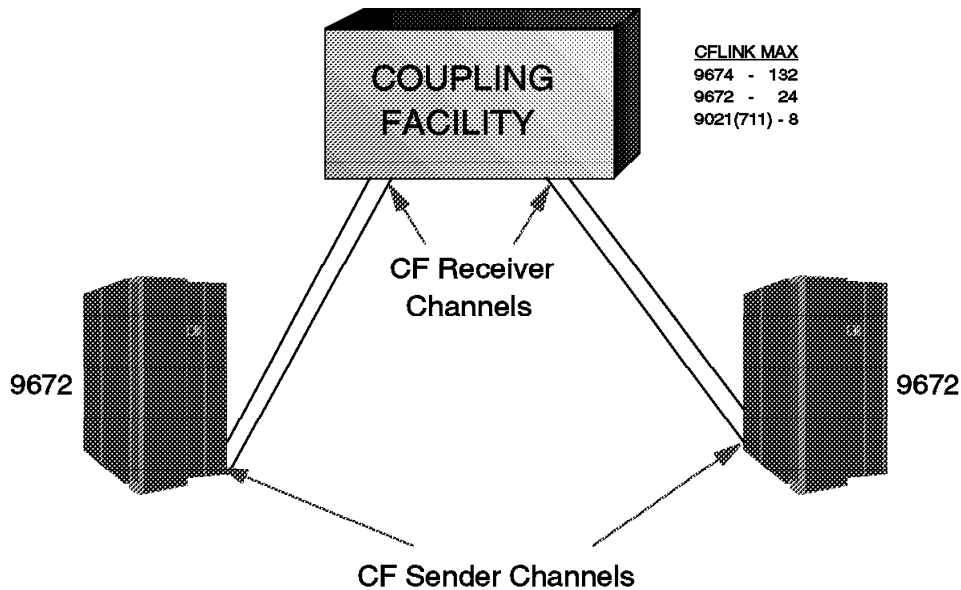 COUPLING
FACILITY
CFLINK MAX
9674 - 132
9672 - 24
9021(711) - 8
CF Receiver
Channels
9672
9672
CF Sender Channels